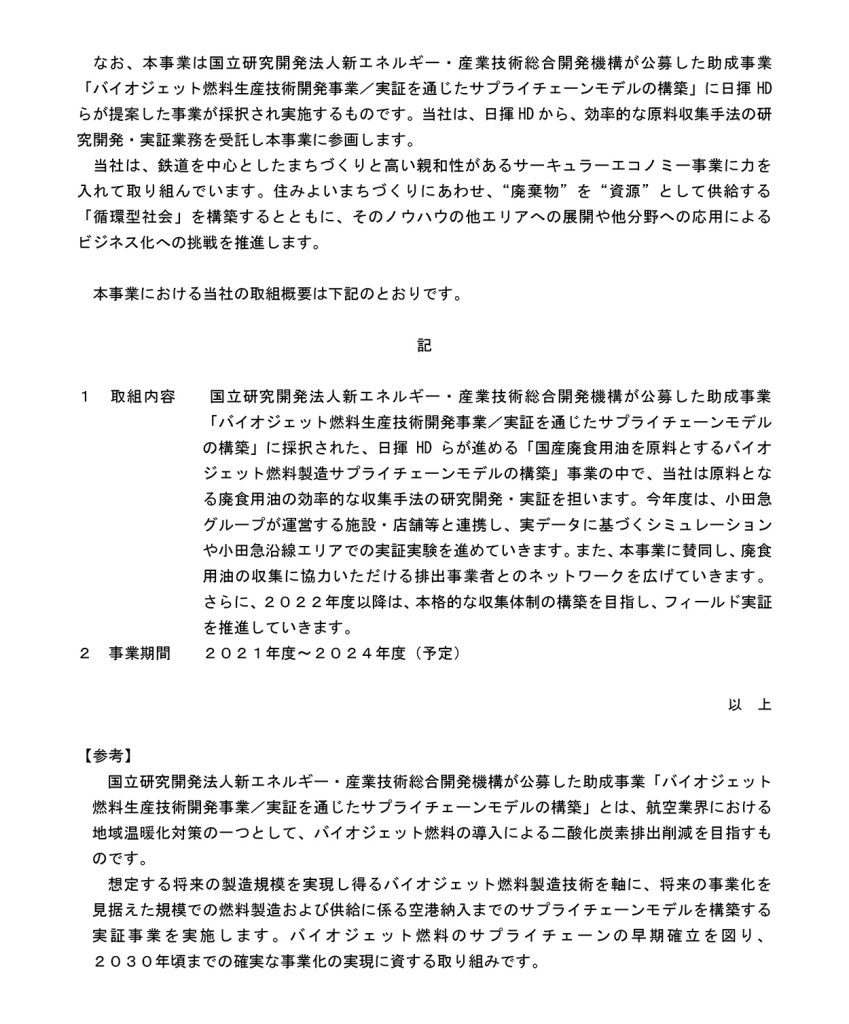 なお、本事業は国立研究開発法人新エネルギー・産業技術総合開発機構が公募した助成事業
「バイオジェット燃料生産技術開発事業／実証を通じたサプライチェーンモデルの構築」に日揮 HD
らが提案した事業が採択され実施するものです。当社は、日揮 HD から、効率的な原料収集手法の研
究開発・実証業務を受託し本事業に参画します。
当社は、鉄道を中心としたまちづくりと高い親和性があるサーキュラーエコノミー事業に力を
入れて取り組んでいます。住みよいまちづくりにあわせ、“廃棄物”を“資源”として供給する
「循環型社会」を構築するとともに、そのノウハウの他エリアへの展開や他分野への応用による
ビジネス化への挑戦を推進します。
本事業における当社の取組概要は下記のとおりです。
記
１　取組内容　国立研究開発法人新エネルギー・産業技術総合開発機構が公募した助成事業
「バイオジェット燃料生産技術開発事業／実証を通じたサプライチェーンモデル
の構築」に採択された、日揮 HD らが進める「国産廃食用油を原料とするバイオ
ジェット燃料製造サプライチェーンモデルの構築」事業の中で、当社は原料とな
る廃食用油の効率的な収集手法の研究開発・実証を担います。今年度は、小田急
グループが運営する施設・店舗等と連携し、実データに基づくシミュレーション
や小田急沿線エリアでの実証実験を進めていきます。また、本事業に賛同し、廃食
用油の収集に協力いただける排出事業者とのネットワークを広げていきます。
さらに、２０２２年度以降は、本格的な収集体制の構築を目指し、フィールド実証
を推進していきます。
２　事業期間　２０２１年度～２０２４年度（予定）
以　上
【参考】
国立研究開発法人新エネルギー・産業技術総合開発機構が公募した助成事業「バイオジェット
燃料生産技術開発事業／実証を通じたサプライチェーンモデルの構築」とは、航空業界における
地域温暖化対策の一つとして、バイオジェット燃料の導入による二酸化炭素排出削減を目指すも
のです。
想定する将来の製造規模を実現し得るバイオジェット燃料製造技術を軸に、将来の事業化を
見据えた規模での燃料製造および供給に係る空港納入までのサプライチェーンモデルを構築する
実証事業を実施します。バイオジェット燃料のサプライチェーンの早期確立を図り、
２０３０年頃までの確実な事業化の実現に資する取り組みです。